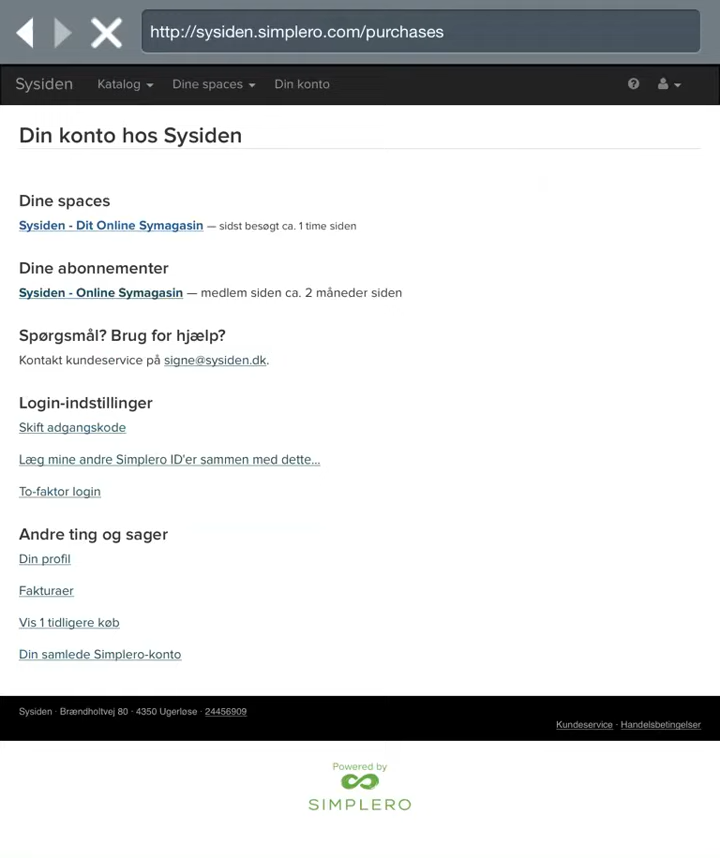 http://sysiden.simplero.com/purchases
Sysiden Katalog Dine spaces Din konto
Din konto hos Sysiden
Dine spaces
Sysiden - Dit Online Symagasin — sidst besøgt ca. 1 time siden
Dine abonnementer
Sysiden - Online Symagasin — medlem siden ca. 2 måneder siden
Spørgsmål? Brug for hjælp?
Kontakt kundeservice på signe@sysiden.dk.
Login-indstillinger
Skift adgangskode
Læg mine andre Simplero ID'er sammen med dette...
To-faktor login
Andre ting og sager
Din profil
Fakturaer
Vis 1 tidligere køb
Din samlede Simplero-konto
Sysiden · Brændholtvej 80 · 4350 Ugerløse · 24456909
Kundeservice · Handelsbetingelser
Powered by
SIMPLERO